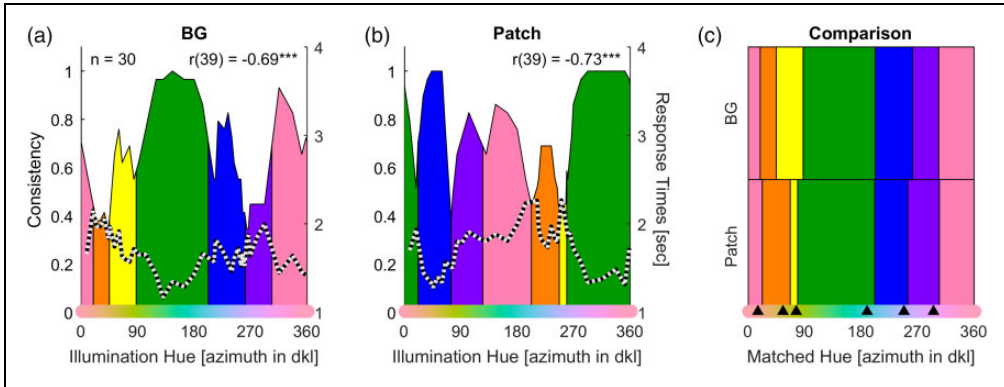 (a) BG
n = 30 r(39) = -0.69***
Consistency
1
0.8
0.6
0.4
0.2
0
4
3
2
1
0 90 180 270 360
Illumination Hue [azimuth in dkl]
(b) Patch
r(39) = -0.73***
1
0.8
0.6
0.4
0.2
0
4
3
2
1
Response Times [sec]
0 90 180 270 360
Illumination Hue [azimuth in dkl]
(c) Comparison
BG
Patch
0 90 180 270 360
Matched Hue [azimuth in dkl]